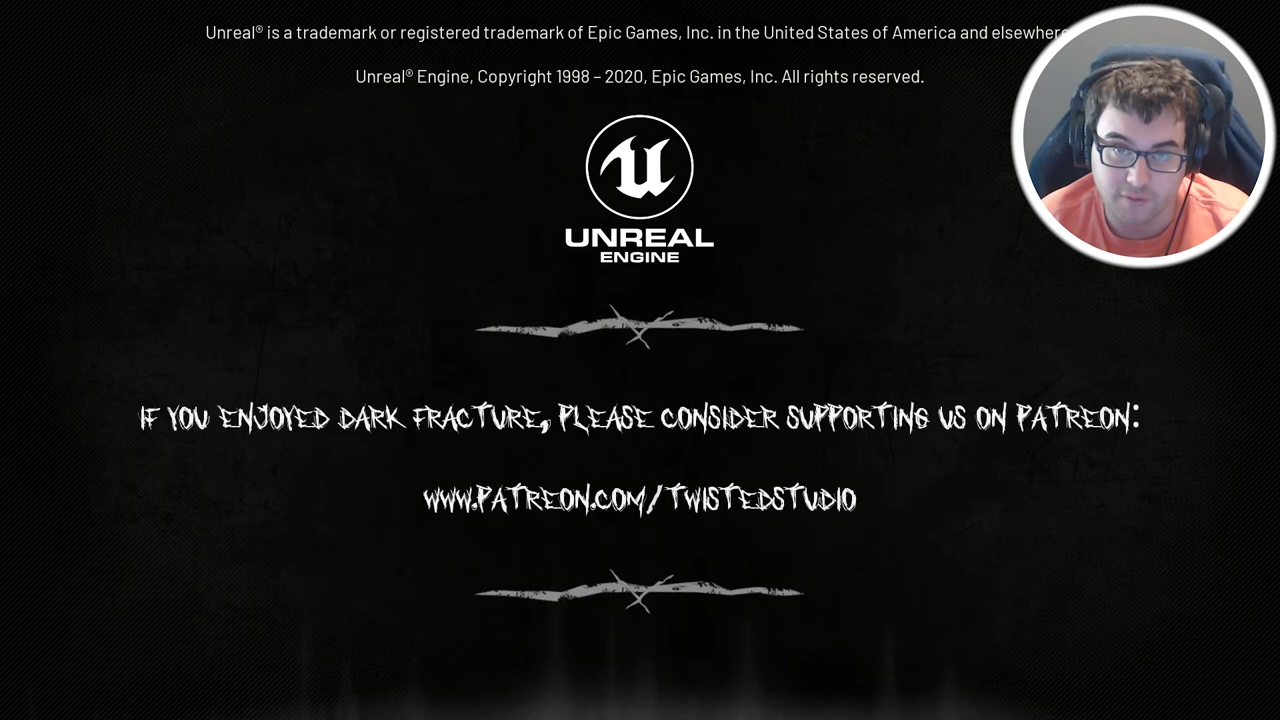 Unreal® is a trademark or registered trademark of Epic Games, Inc. in the United States of America and elsewhere
Unreal® Engine, Copyright 1998 – 2020, Epic Games, Inc. All rights reserved.
UNREAL
ENGINE
IF YOU ENJOYED DARK FRACTURE, PLEASE CONSIDER SUPPORTING US ON PATREON:
WWW.PATREON.COM/TWISTEDSTUDIO